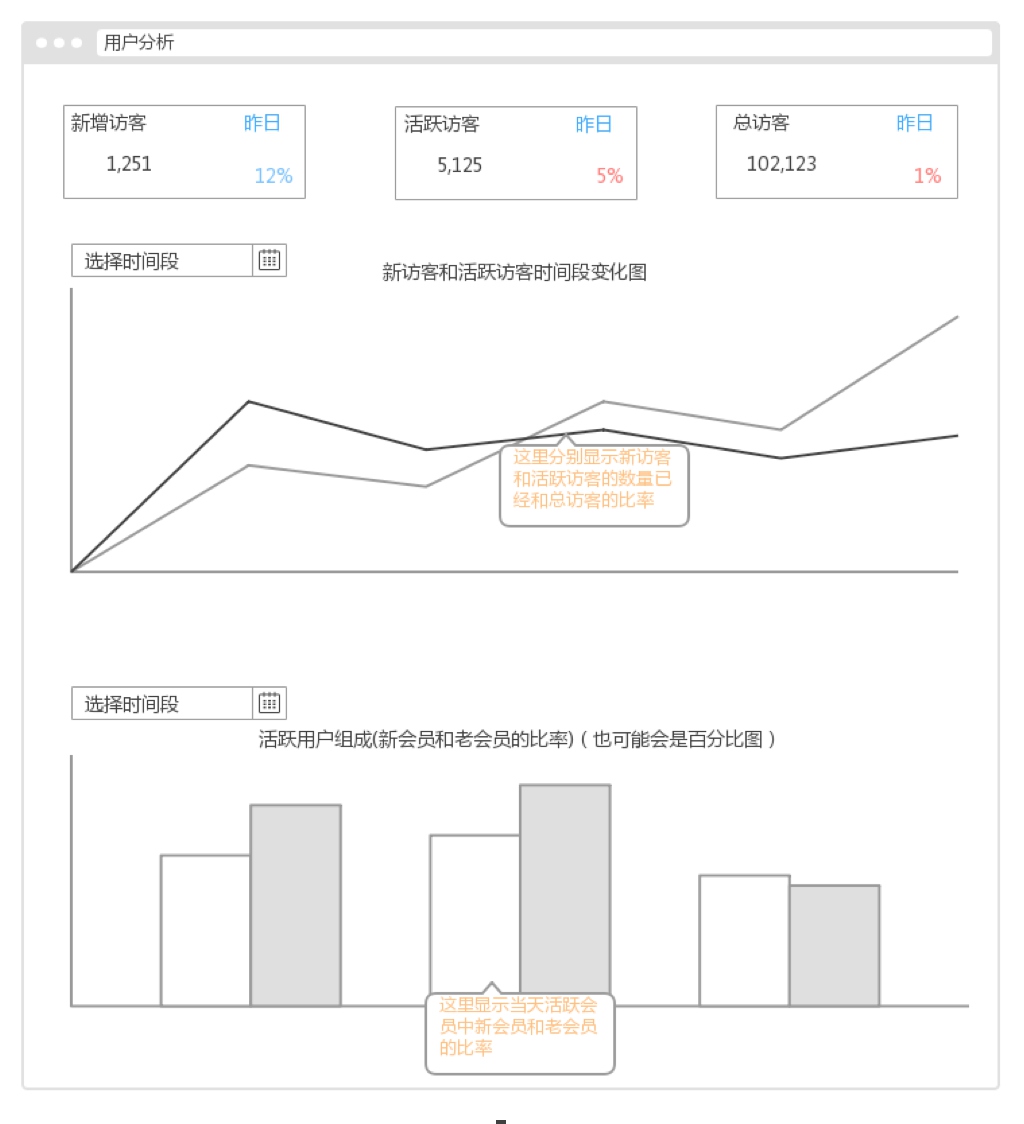 用户分析
新增访客 昨日
1,251
12%
活跃访客 昨日
5,125
5%
总访客 昨日
102,123
1%
选择时间段
新访客和活跃访客时间段变化图
这里分别显示新访客
和活跃访客的数量已
经和总访客的比率
选择时间段
活跃用户组成(新会员和老会员的比率)（也可能会是百分比图）
这里显示当天活跃会
员中新会员和老会员
的比率